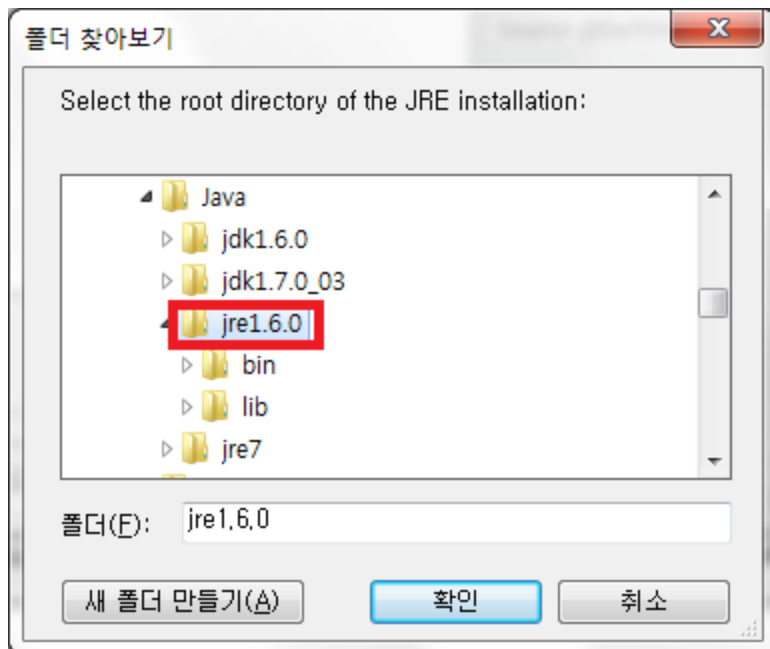 폴더 찾아보기
Select the root directory of the JRE installation:
Java
jdk1.6.0
jdk1.7.0_03
jre1.6.0
bin
lib
jre7
폴더(F): jre1,6,0
새 폴더 만들기(A) 확인 취소